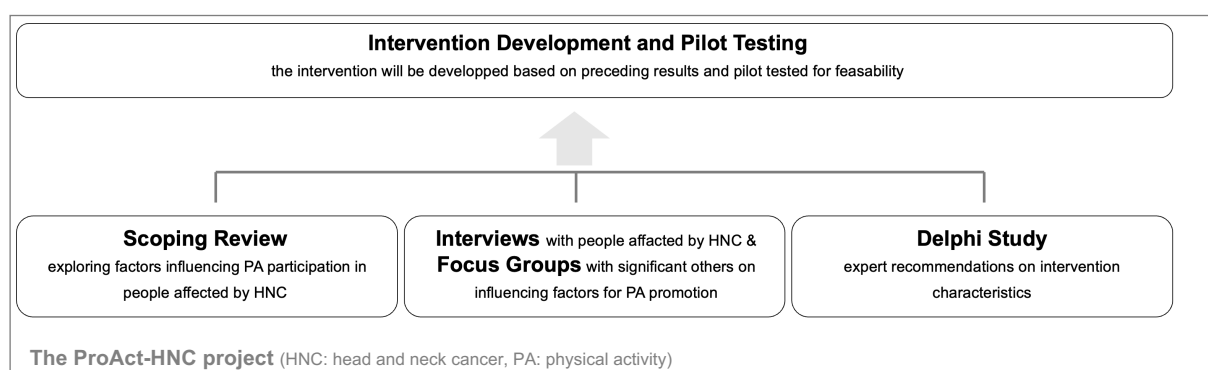 Intervention Development and Pilot Testing
the intervention will be developped based on preceding results and pilot tested for feasability
Scoping Review
exploring factors influencing PA participation in
people affected by HNC
Interviews with people affacted by HNC &
Focus Groups with significant others on
influencing factors for PA promotion
Delphi Study
expert recommendations on intervention
characteristics
The ProAct-HNC project (HNC: head and neck cancer, PA: physical activity)